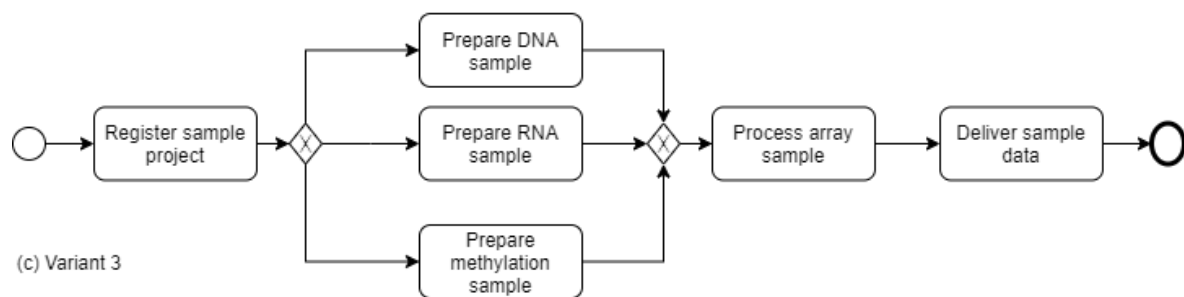 Prepare DNA
sample
Register sample
project
X
Prepare RNA
sample
X
Process array
sample
Deliver sample
data
Prepare
methylation
sample
(c) Variant 3